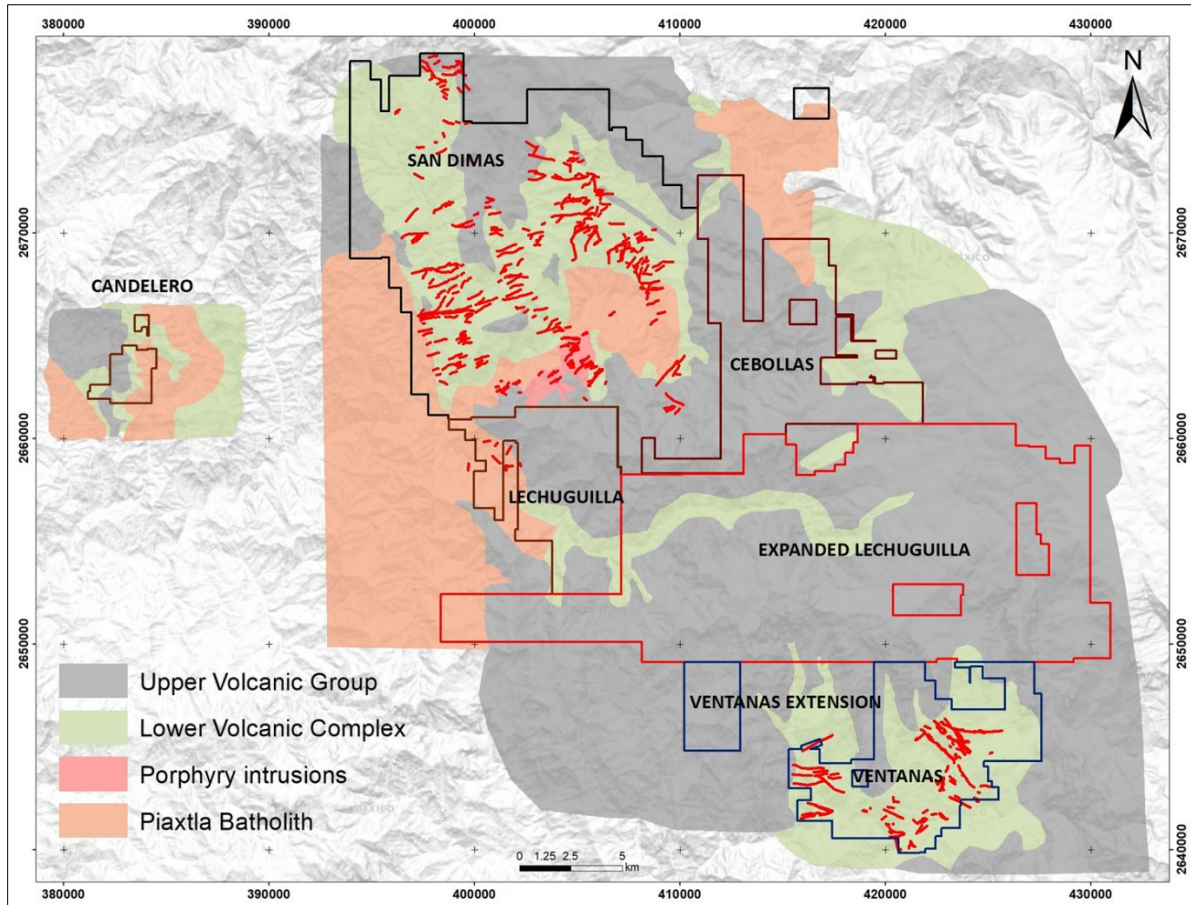 380000 390000 400000 410000 420000 430000
N
SAN DIMAS
2670000 2670000
MÉXICO
CANDELERO
CEBOLLAS
2660000 2660000
LECHUGUILLA
EXPANDED LECHUGUILLA
2650000 2650000
Upper Volcanic Group
VENTANAS EXTENSION
Lower Volcanic Complex
VENTANAS
Porphyry intrusions
MÉXICO
Piaxtla Batholith
0 1.25 2.5 5
km
2640000 2640000
380000 390000 400000 410000 420000 430000